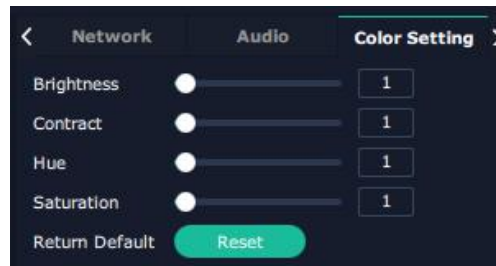 Network Audio Color Setting
Brightness 1
Contract 1
Hue 1
Saturation 1
Return Default Reset